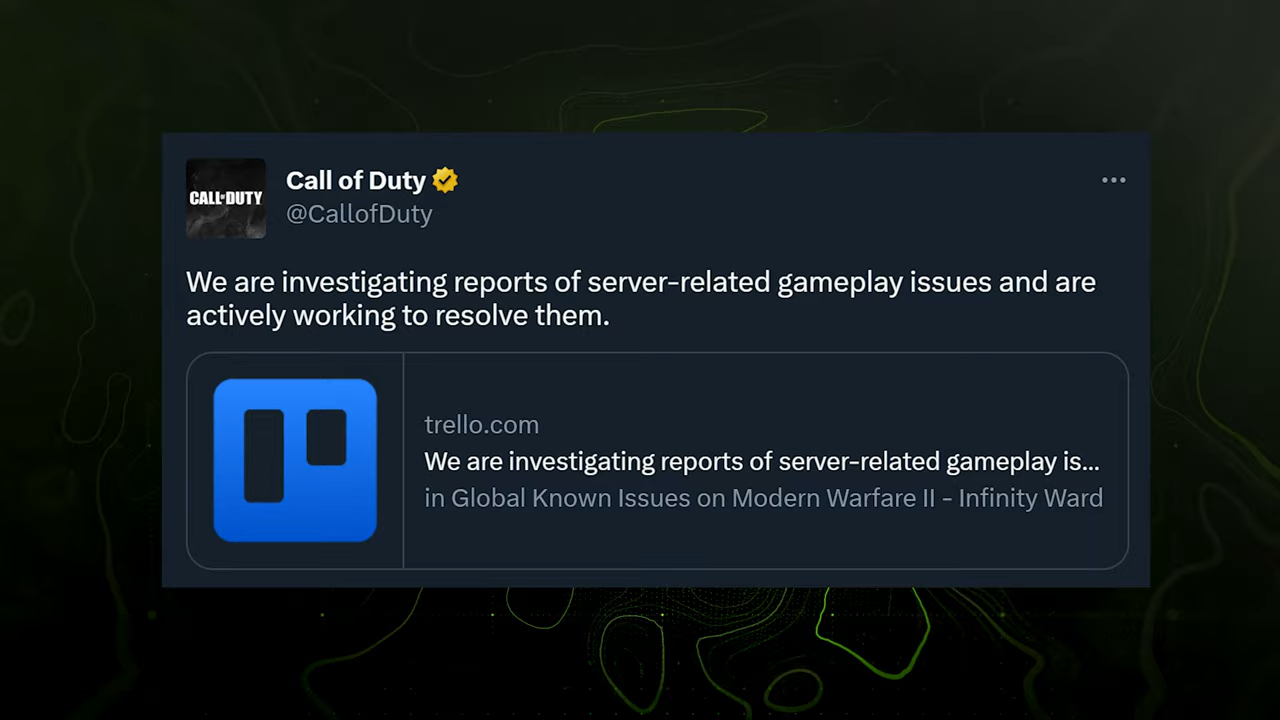 CALL OF DUTY
Call of Duty
@CallofDuty
We are investigating reports of server-related gameplay issues and are
actively working to resolve them.
trello.com
We are investigating reports of server-related gameplay is...
in Global Known Issues on Modern Warfare II - Infinity Ward